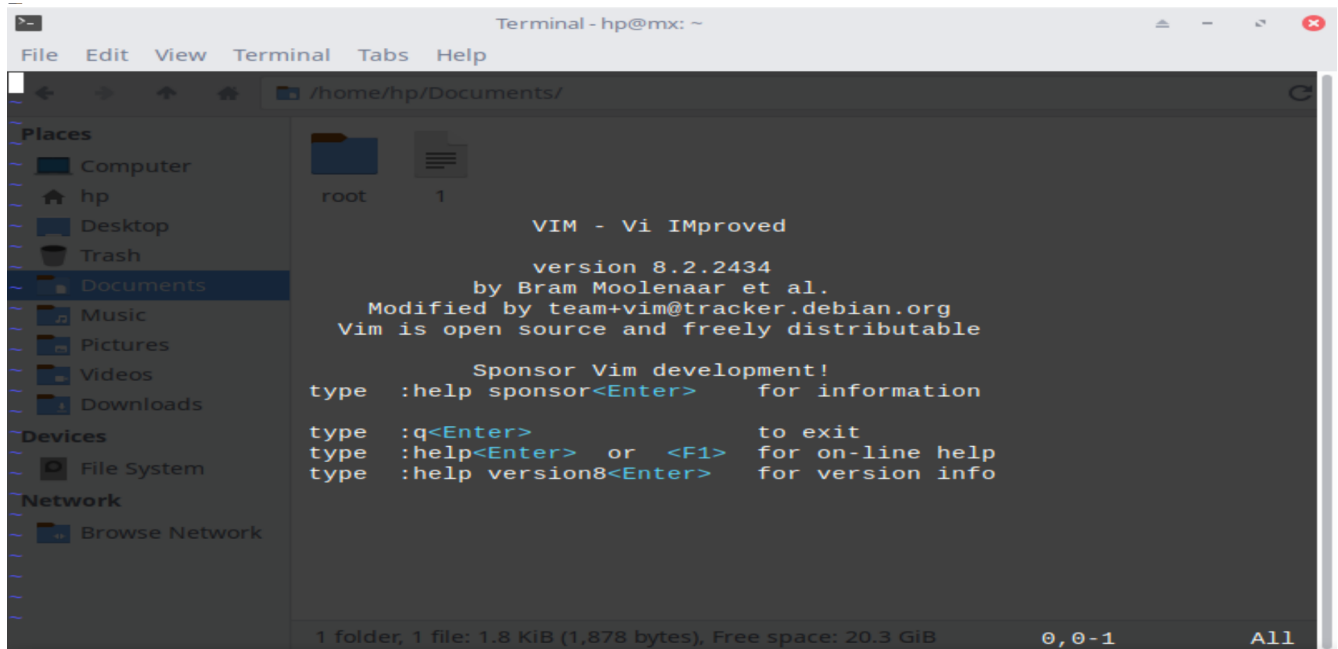 Terminal - hp@mx: ~
File Edit View Terminal Tabs Help
/home/hp/Documents/
Places
Computer
hp
Desktop
Trash
Documents
Music
Pictures
Videos
Downloads
Devices
File System
Network
Browse Network
root 1
VIM - Vi IMproved
version 8.2.2434
by Bram Moolenaar et al.
Modified by team+vim@tracker.debian.org
Vim is open source and freely distributable
Sponsor Vim development!
type :help sponsor<Enter> for information
type :q<Enter> to exit
type :help<Enter> or <F1> for on-line help
type :help version8<Enter> for version info
1 folder, 1 file: 1.8 KiB (1,878 bytes), Free space: 20.3 GiB
0,0-1 All